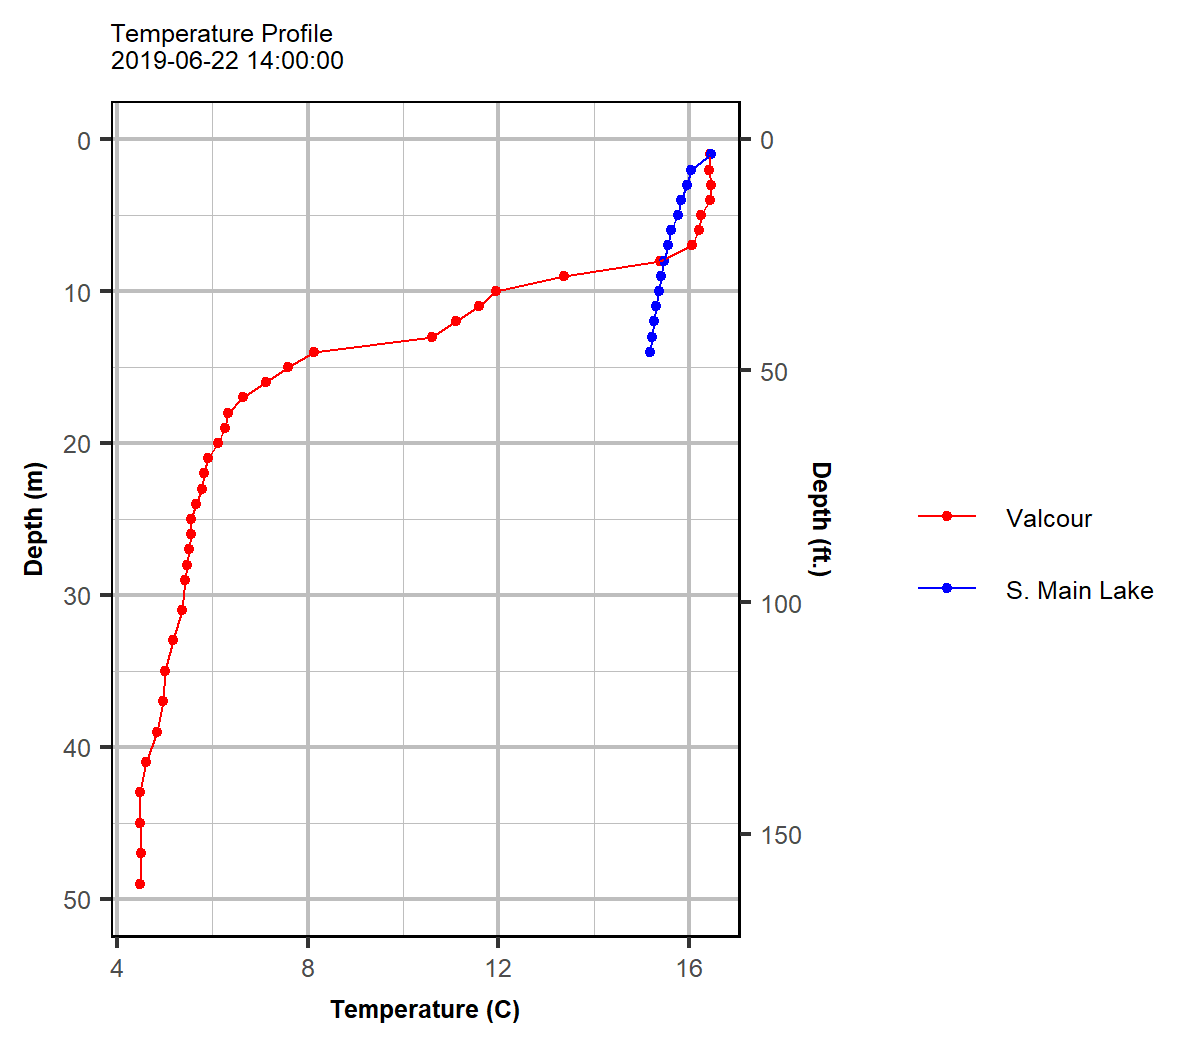 Temperature Profile
2019-06-22 14:00:00
0
10
20
30
40
50
Depth (m)
0
50
100
150
Depth (ft.)
4 8 12 16
Temperature (C)
Valcour
S. Main Lake